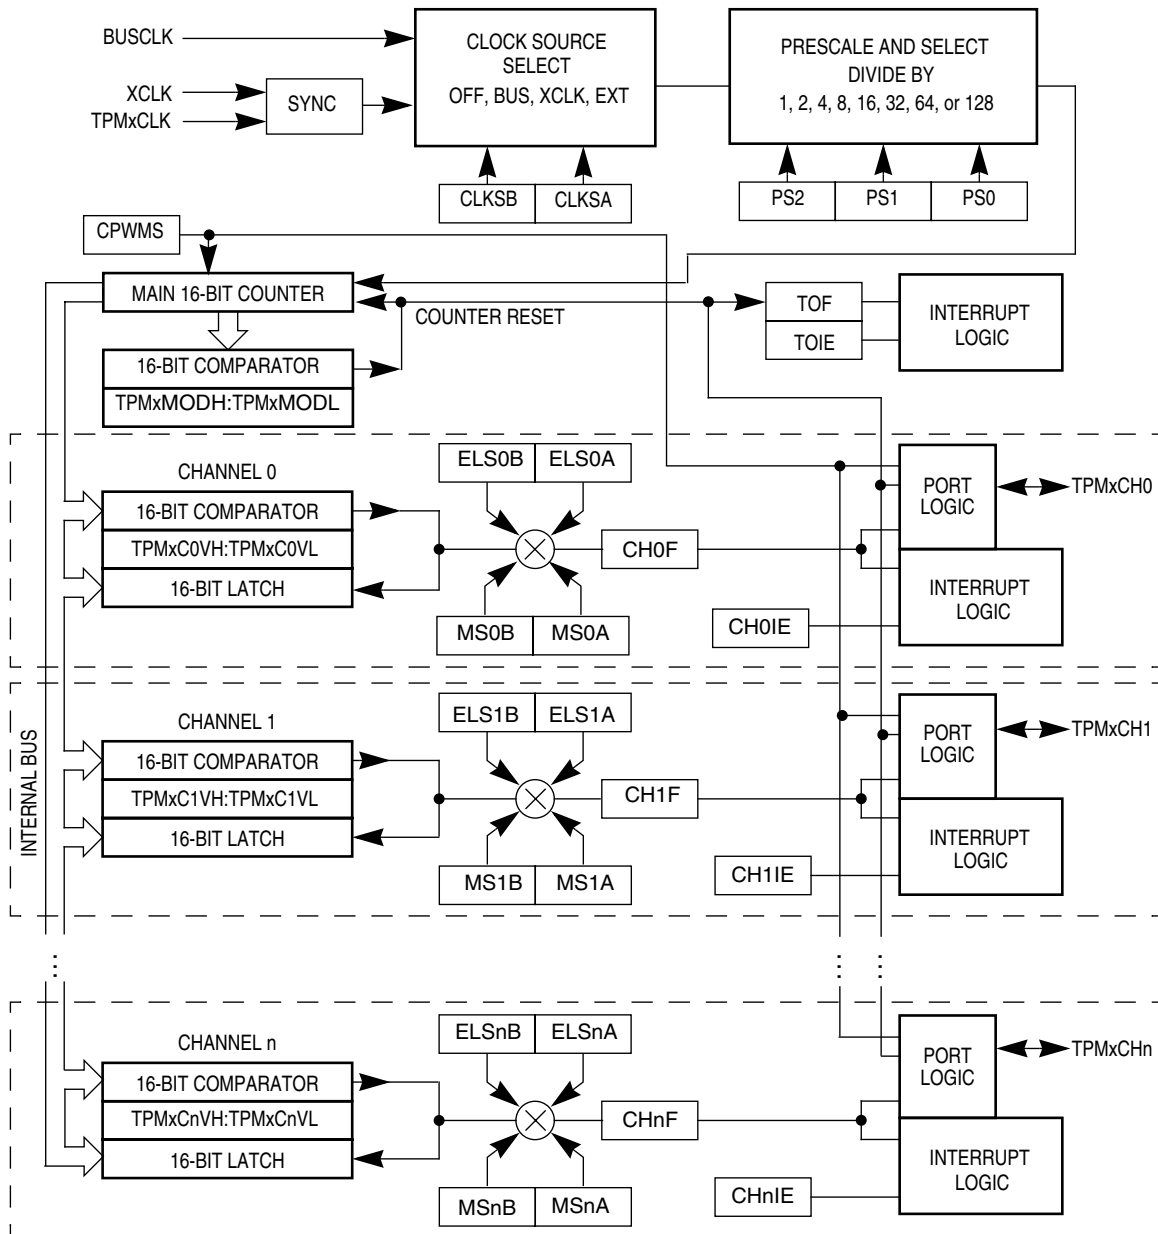 BUSCLK
XCLK
TPMxCLK
SYNC
CLOCK SOURCE
SELECT
OFF, BUS, XCLK, EXT
PRESCALE AND SELECT
DIVIDE BY
1, 2, 4, 8, 16, 32, 64, or 128
CLKSB
CLKSA
PS2
PS1
PS0
CPWMS
MAIN 16-BIT COUNTER
COUNTER RESET
TOF
TOIE
INTERRUPT
LOGIC
16-BIT COMPARATOR
TPMxMODH:TPMxMODL
INTERNAL BUS
CHANNEL 0
16-BIT COMPARATOR
TPMxC0VH:TPMxC0VL
16-BIT LATCH
ELS0B
ELS0A
MS0B
MS0A
CH0F
CH0IE
PORT
LOGIC
INTERRUPT
LOGIC
TPMxCH0
CHANNEL 1
16-BIT COMPARATOR
TPMxC1VH:TPMxC1VL
16-BIT LATCH
ELS1B
ELS1A
MS1B
MS1A
CH1F
CH1IE
PORT
LOGIC
INTERRUPT
LOGIC
TPMxCH1
...
...
...
CHANNEL n
16-BIT COMPARATOR
TPMxCnVH:TPMxCnVL
16-BIT LATCH
ELSnB
ELSnA
MSnB
MSnA
CHnF
CHnIE
PORT
LOGIC
INTERRUPT
LOGIC
TPMxCHn